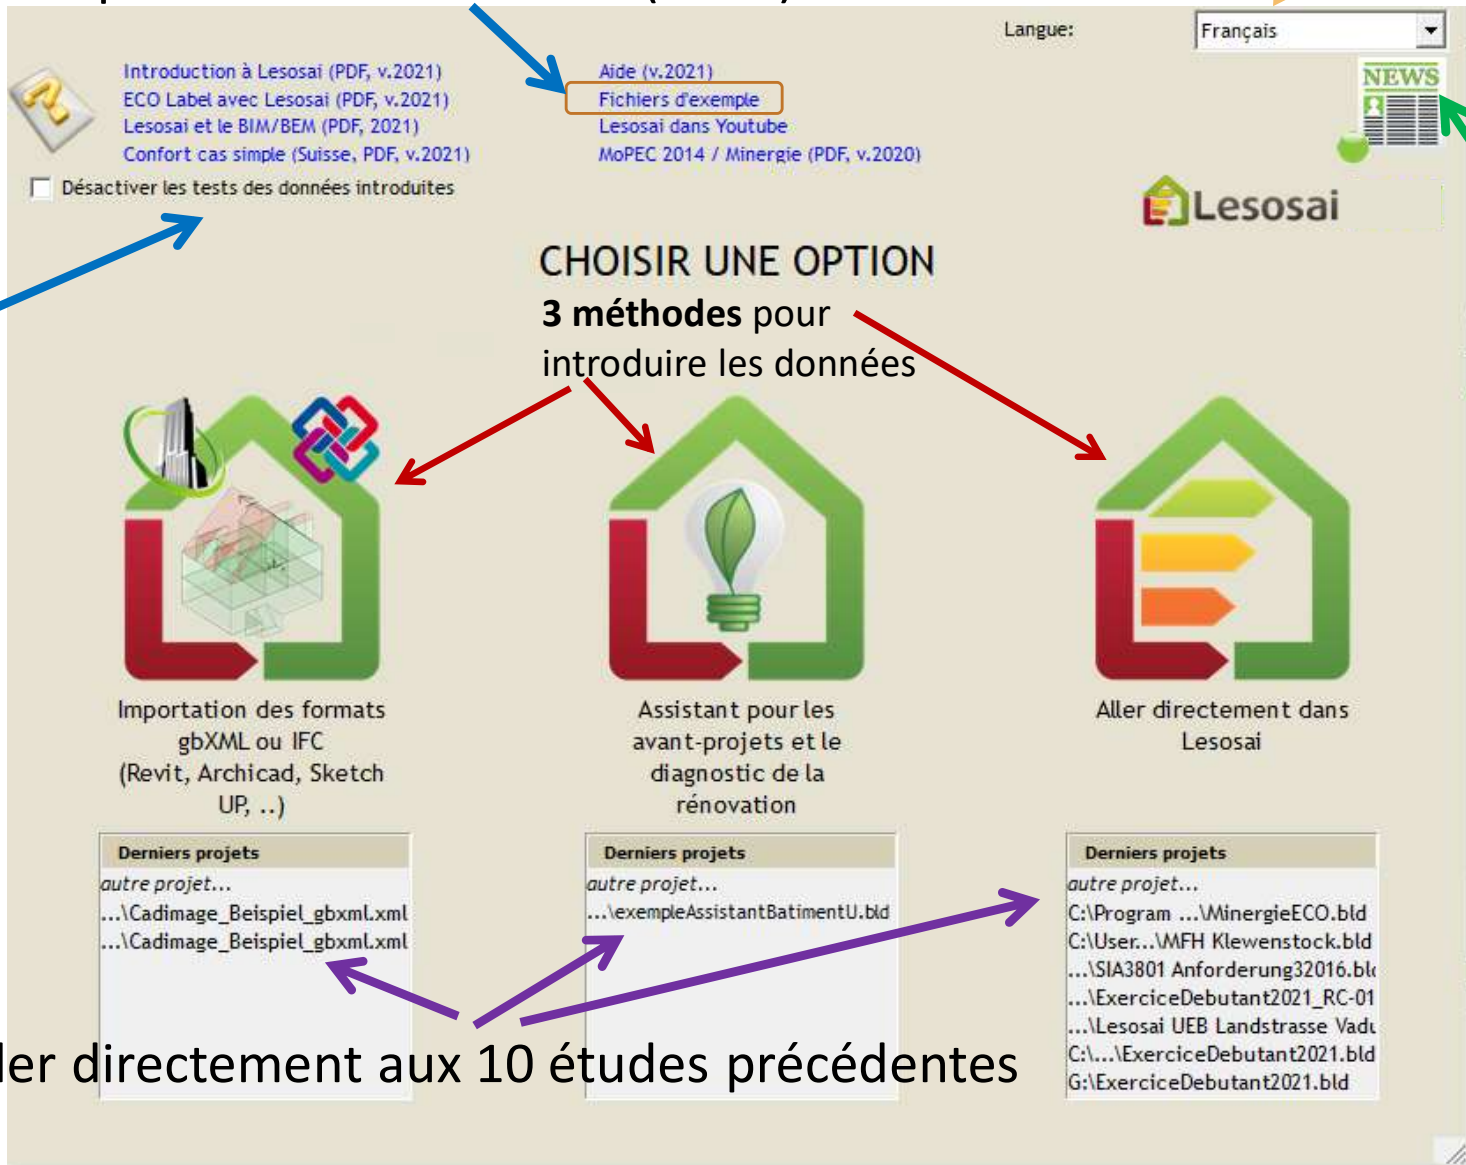 Langue:
Français
Introduction à Lesosai (PDF, v.2021)
ECO Label avec Lesosai (PDF, v.2021)
Lesosai et le BIM/BEM (PDF, 2021)
Confort cas simple (Suisse, PDF, v.2021)
Aide (v.2021)
Fichiers d'exemple
Lesosai dans Youtube
MoPEC 2014 / Minergie (PDF, v.2020)
NEWS
Désactiver les tests des données introduites
Lesosai
CHOISIR UNE OPTION
3 méthodes pour
introduire les données
Importation des formats
gbXML ou IFC
(Revit, Archicad, Sketch
UP, ..)
Assistant pour les
avant-projets et le
diagnostic de la
rénovation
Aller directement dans
Lesosai
Derniers projets
autre projet...
...\Cadimage_Beispiel_gbxml.xml
...\Cadimage_Beispiel_gbxml.xml
Derniers projets
autre projet...
...\exempleAssistantBatimentU.bld
Derniers projets
autre projet...
C:\Program ...\MinergieECO.bld
C:\User...\MFH Klewenstock.bld
...\SIA3801 Anforderung32016.bld
...\ExerciceDebutant2021_RC-01
...\Lesosai UEB Landstrasse Vadu
C:\...\ExerciceDebutant2021.bld
G:\ExerciceDebutant2021.bld
ler directement aux 10 études précédentes